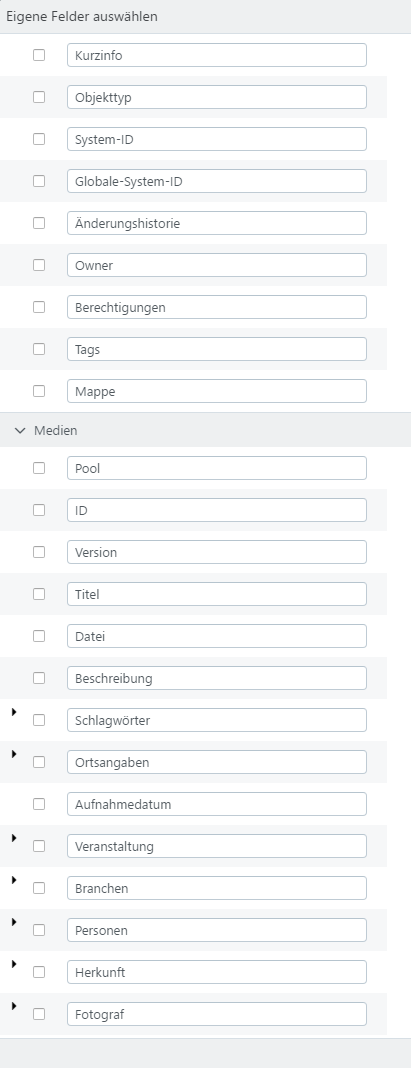 Eigene Felder auswählen
Kurzinfo
Objekttyp
System-ID
Globale-System-ID
Änderungshistorie
Owner
Berechtigungen
Tags
Mappe
Medien
Pool
ID
Version
Titel
Datei
Beschreibung
Schlagwörter
Ortsangaben
Aufnahmedatum
Veranstaltung
Branchen
Personen
Herkunft
Fotograf